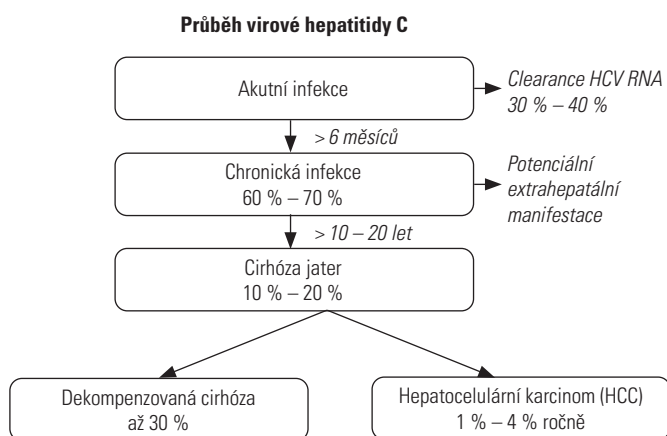 Průběh virové hepatitidy C
Akutní infekce
Clearance HCV RNA
30 % – 40 %
> 6 měsíců
Chronická infekce
60 % – 70 %
Potenciální
extrahepatální
manifestace
> 10 – 20 let
Cirhóza jater
10 % – 20 %
Dekompenzovaná cirhóza
až 30 %
Hepatocelulární karcinom (HCC)
1 % – 4 % ročně